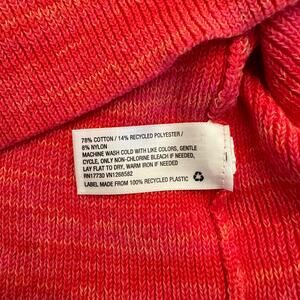 78% COTTON / 14% RECYCLED POLYESTER /
8% NYLON
MACHINE WASH COLD WITH LIKE COLORS, GENTLE
CYCLE, ONLY NON-CHLORINE BLEACH IF NEEDED,
LAY FLAT TO DRY, WARM IRON IF NEEDED
RN17730 VN1268582
LABEL MADE FROM 100% RECYCLED PLASTIC